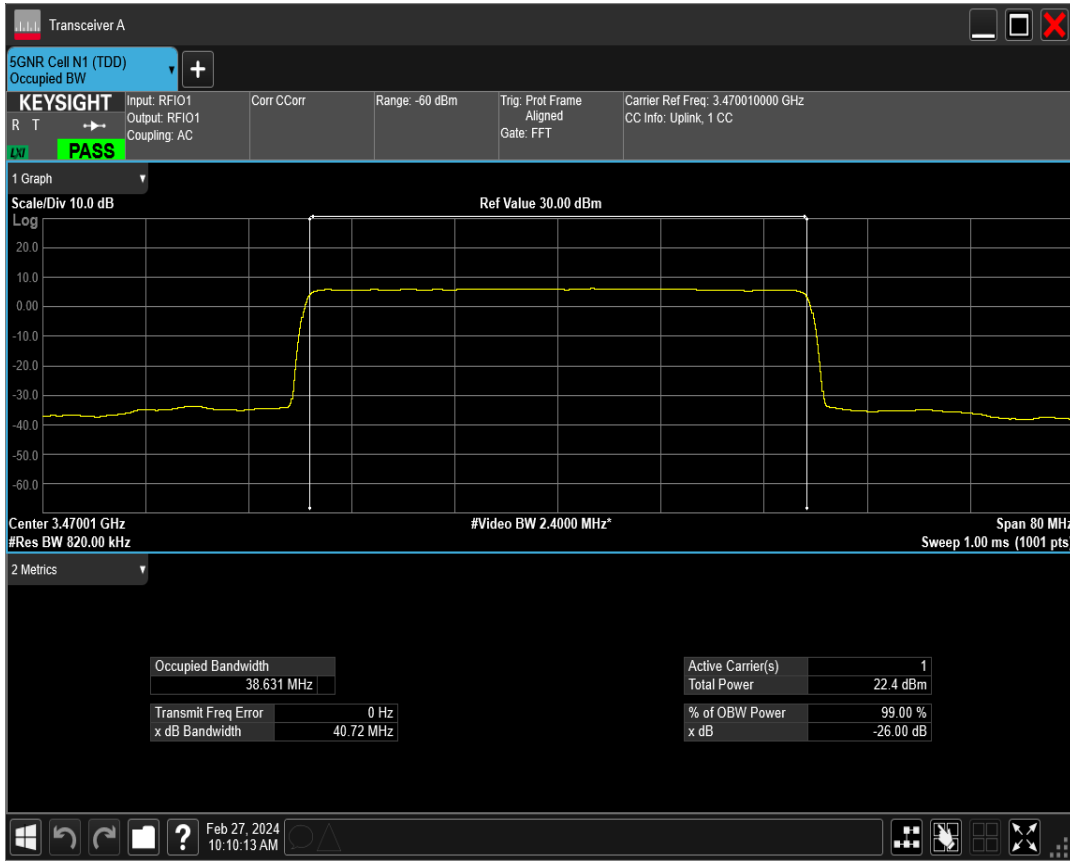 Transceiver A
5GNR Cell N1 (TDD)
Occupied BW
+
KEYSIGHT
R T
LXI
PASS
Input: RFIO1
Output: RFIO1
Coupling: AC
Corr CCorr
Range: -60 dBm
Trig: Prot Frame
Aligned
Gate: FFT
Carrier Ref Freq: 3.470010000 GHz
CC Info: Uplink, 1 CC
1 Graph
Scale/Div 10.0 dB
Ref Value 30.00 dBm
Log
20.0
10.0
0.00
-10.0
-20.0
-30.0
-40.0
-50.0
-60.0
Center 3.47001 GHz
#Video BW 2.4000 MHz*
Span 80 MHz
#Res BW 820.00 kHz
Sweep 1.00 ms (1001 pts)
2 Metrics
Occupied Bandwidth
38.631 MHz
Transmit Freq Error 0 Hz
x dB Bandwidth 40.72 MHz
Active Carrier(s) 1
Total Power 22.4 dBm
% of OBW Power 99.00 %
x dB -26.00 dB
?
Feb 27, 2024
10:10:13 AM